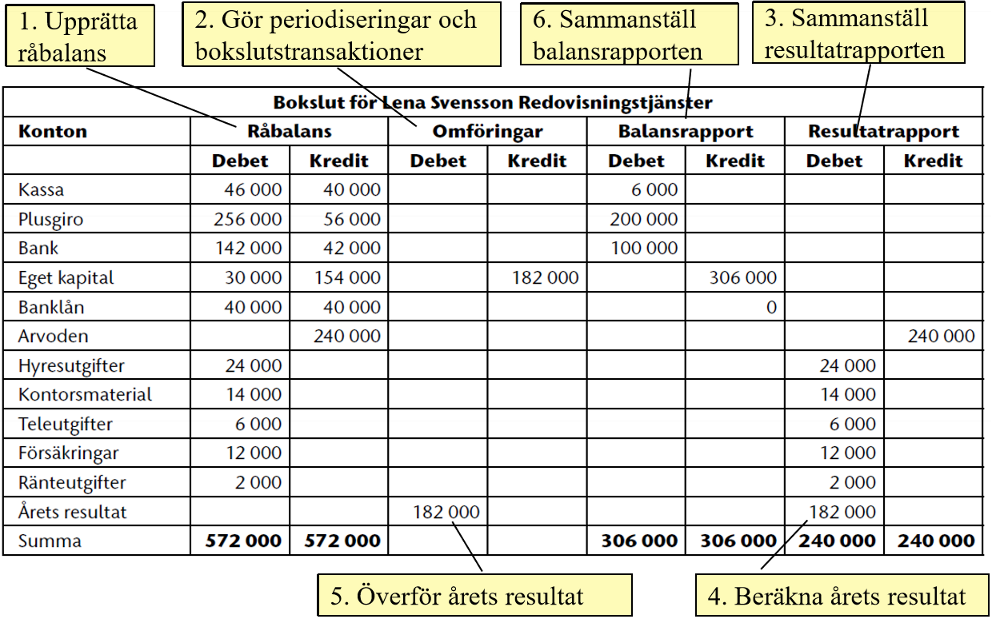 1. Upprätta
råbalans
2. Gör periodiseringar och
bokslutstransaktioner
6. Sammanställ
balansrapporten
3. Sammanställ
resultatrapporten
Bokslut för Lena Svensson Redovisningstjänster
Konton Råbalans Omföringar Balansrapport Resultatrapport
Debet Kredit Debet Kredit Debet Kredit Debet Kredit
Kassa 46 000 40 000 6 000
Plusgiro 256 000 56 000 200 000
Bank 142 000 42 000 100 000
Eget kapital 30 000 154 000 182 000 306 000
Banklån 40 000 40 000 0
Arvoden 240 000 240 000
Hyresutgifter 24 000 24 000
Kontorsmaterial 14 000 14 000
Teleutgifter 6 000 6 000
Försäkringar 12 000 12 000
Ränteutgifter 2 000 2 000
Årets resultat 182 000 182 000
Summa 572 000 572 000 306 000 306 000 240 000 240 000
5. Överför årets resultat
4. Beräkna årets resultat